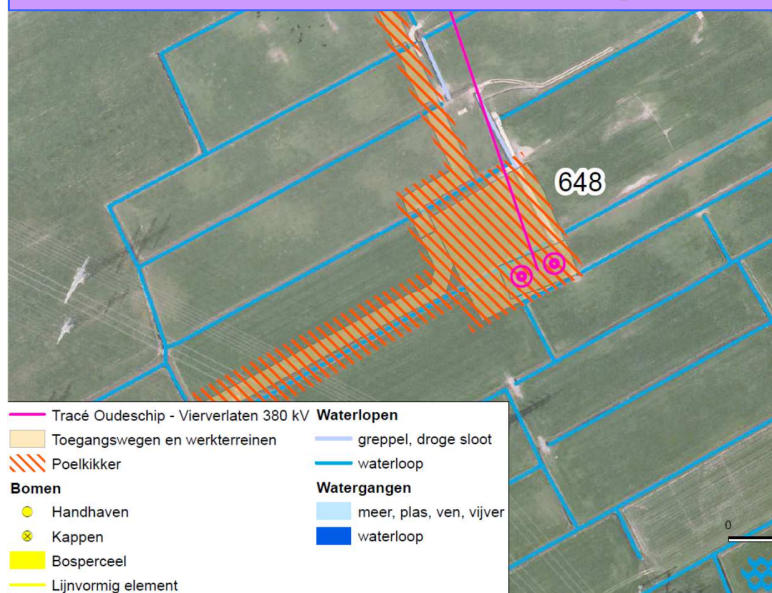 648
Tracé Oudeschip - Vierverlaten 380 kV
Toegangswegen en werkterreinen
Poelkikker
Bomen
Handhaven
Kappen
Bosperceel
Lijnvormig element
Waterlopen
greppel, droge sloot
waterloop
Watergangen
meer, plas, ven, vijver
waterloop
0